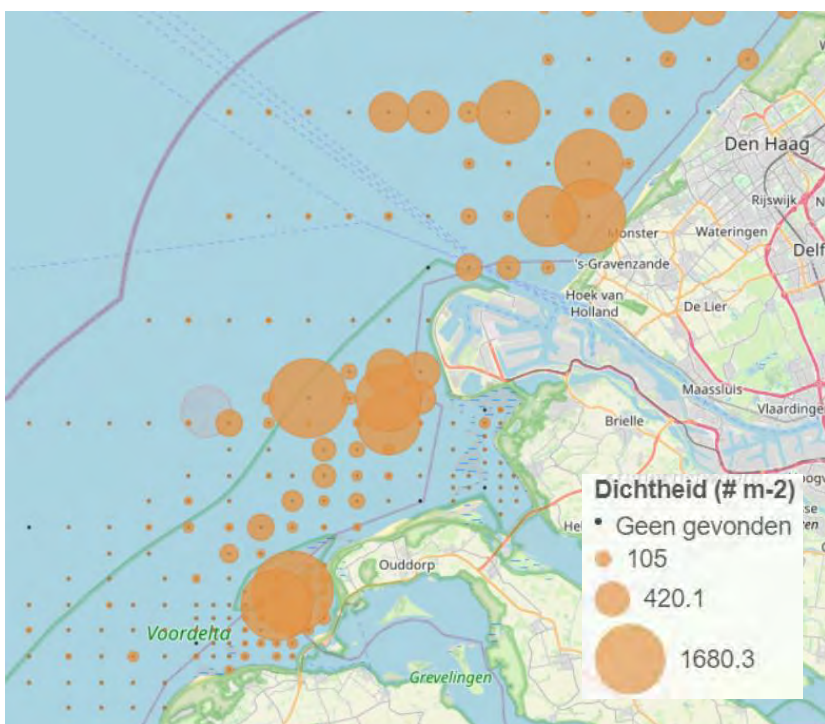 Den Haag
Rijswijk
Monster
Wateringen
Delf
's-Gravenzande
Hoek van
Holland
De Lier
Maassluis
Vlaardinge
Brielle
Dichtheid (# m-2)
Geen gevonden
105
420.1
1680.3
Ouddorp
Voordelta
Grevelingen